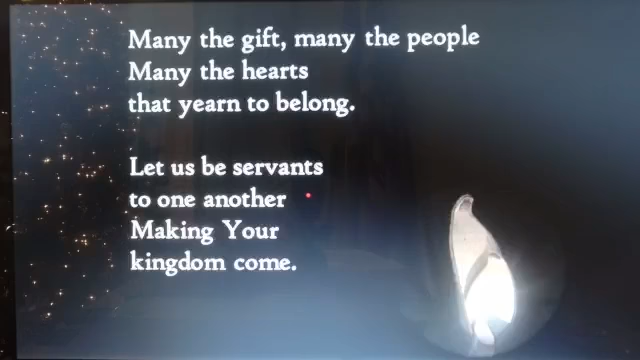 Many the gift, many the people
Many the hearts
that yearn to belong.
Let us be servants
to one another
Making Your
kingdom come.